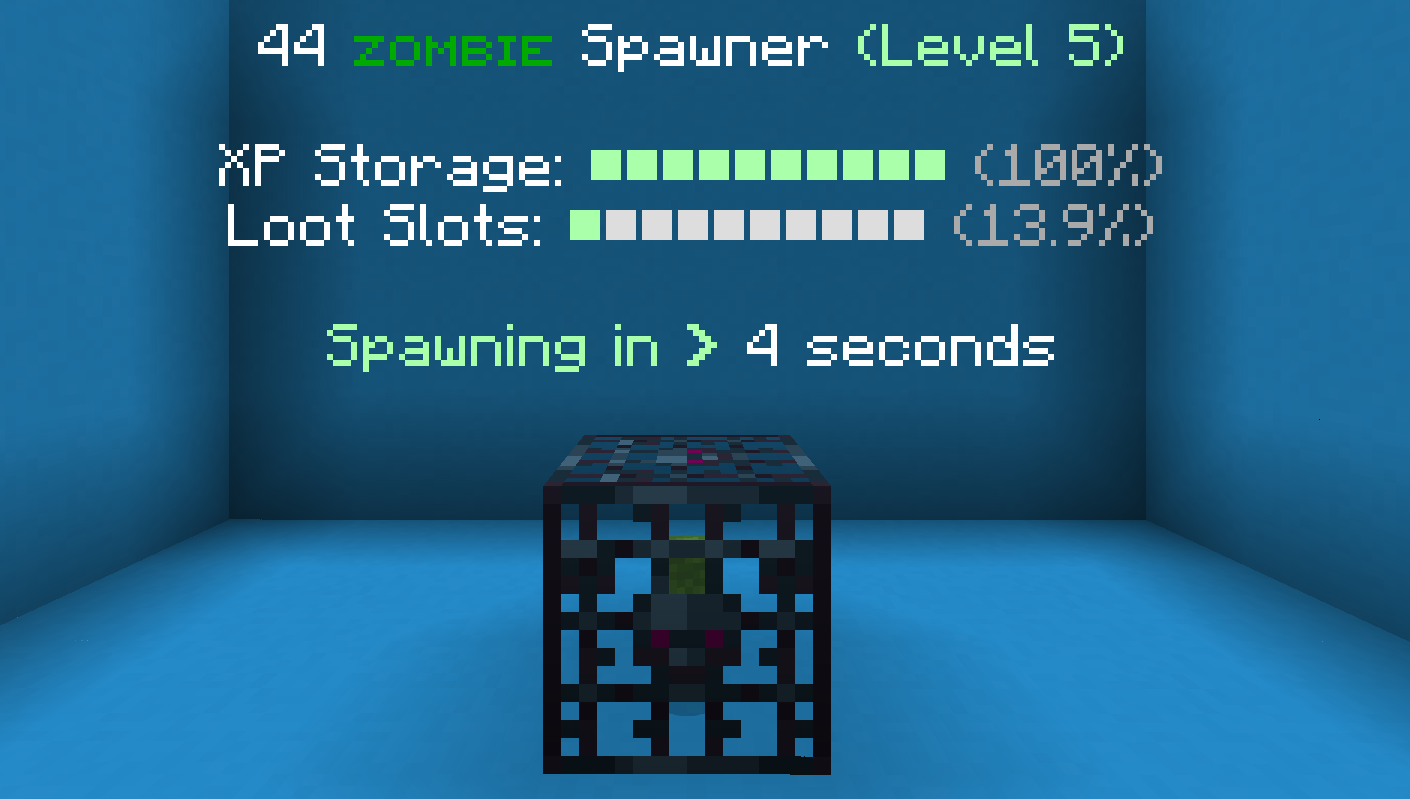 44 ZOMBIE Spawner (Level 5)
XP Storage: ■■■■■■■■■■ (100%)
Loot Slots: ■■■■■■■■■■ (13.9%)
Spawning in > 4 seconds